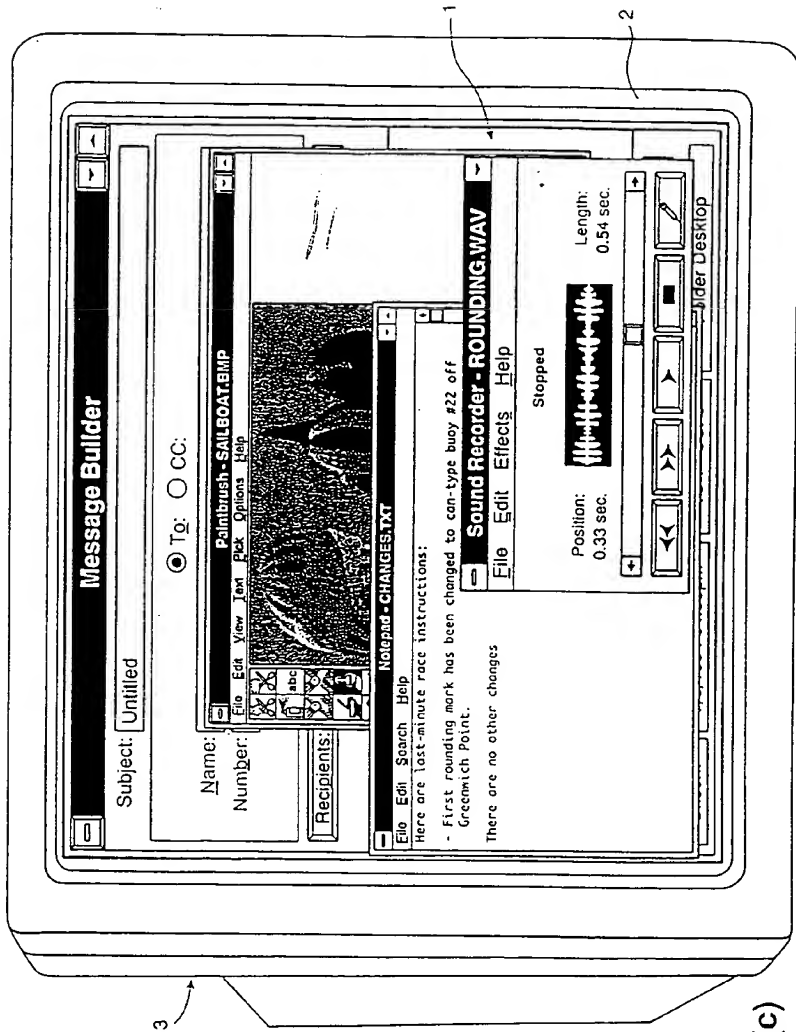 Message Builder
Subject: Untitled
To: CC:
Name:
Number:
Recipients:
Paintbrush - SAILBOAT.BMP
File Edit View Text Pick Options Help
abc
Notepad - CHANGES.TXT
File Edit Search Help
Here are last-minute race instructions:
- First rounding mark has been changed to can-type buoy #22 off
Greenwich Point.
There are no other changes
Sound Recorder - ROUNDING.WAV
File Edit Effects Help
Stopped
Position:
0.33 sec.
Length:
0.54 sec.
Desktop
1
2
3